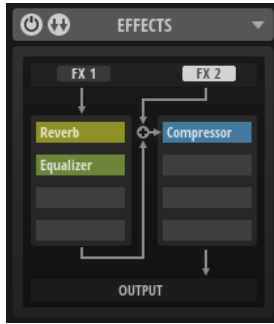 EFFECTS
FX 1
FX 2
Reverb
Compressor
Equalizer
OUTPUT